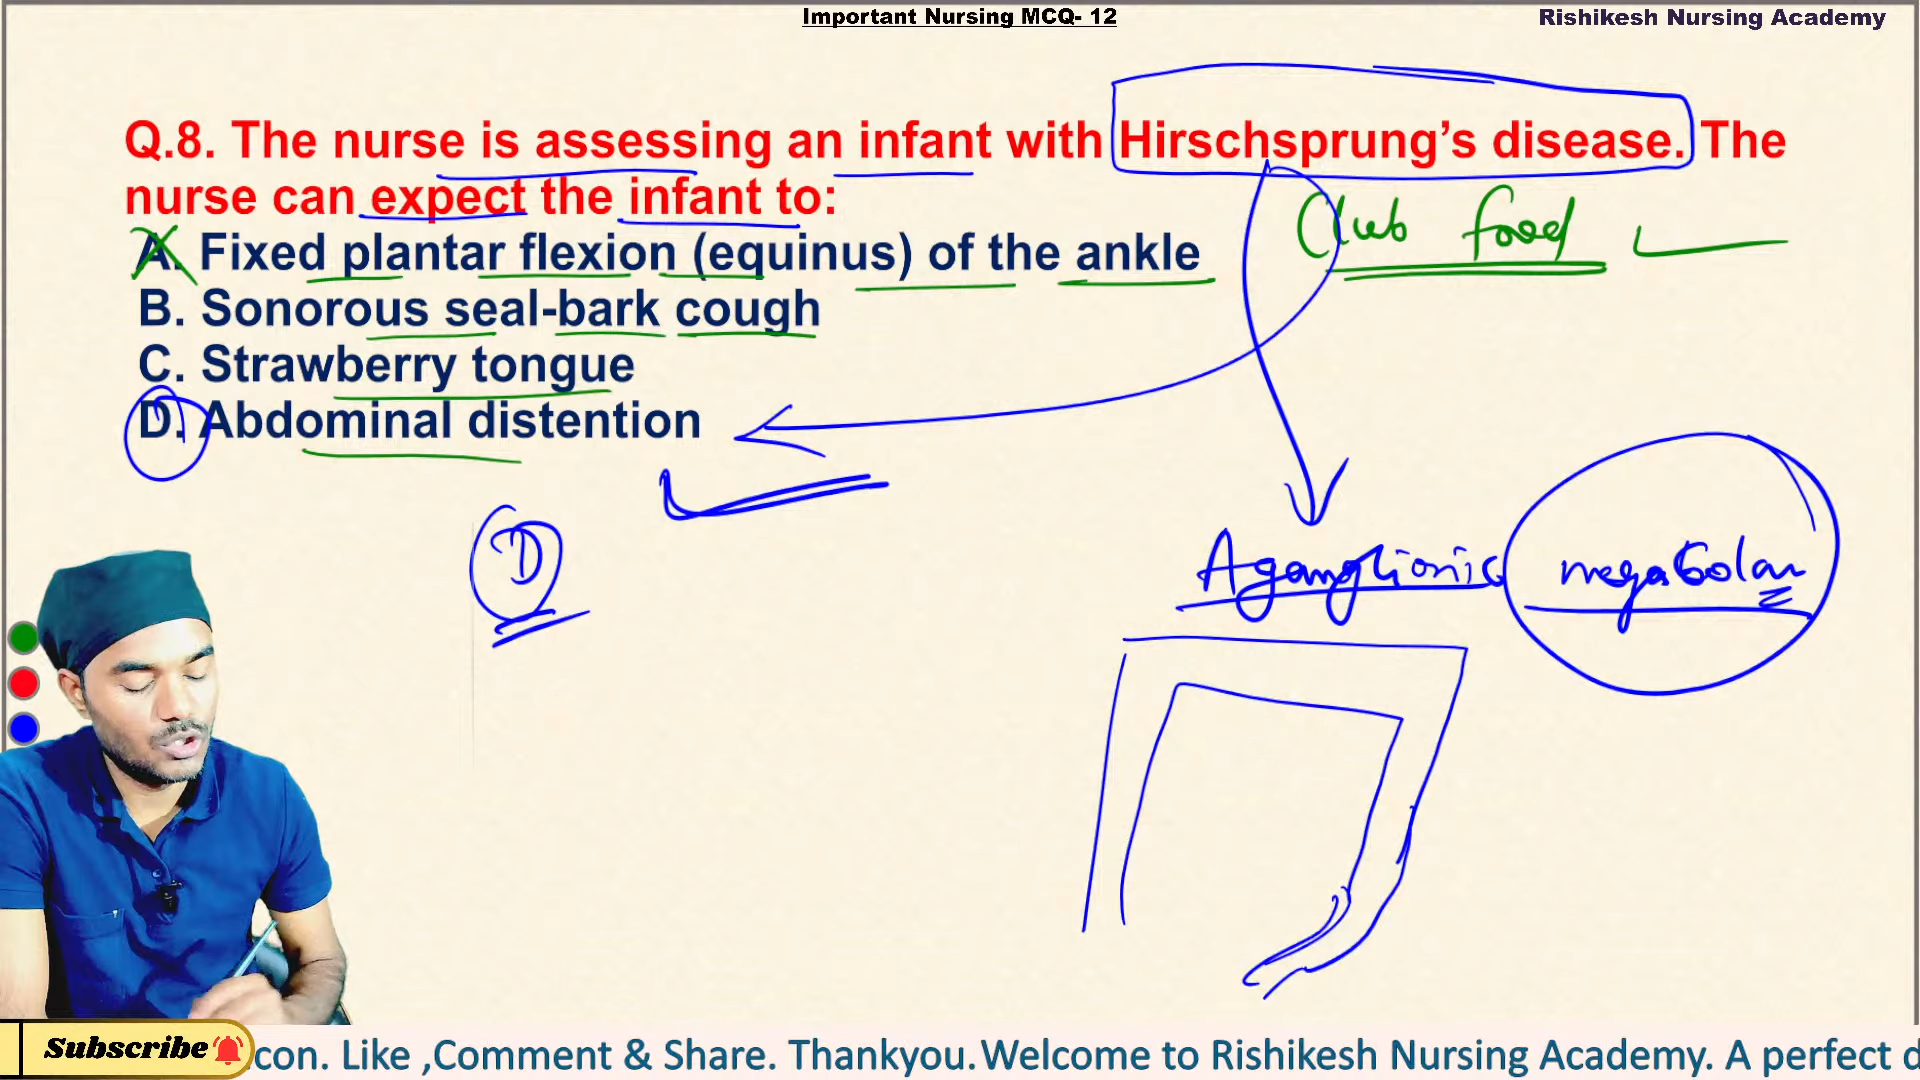 Important Nursing MCQ- 12
Rishikesh Nursing Academy
Q.8. The nurse is assessing an infant with Hirschsprung’s disease. The
nurse can expect the infant to:
A. Fixed plantar flexion (equinus) of the ankle
Club food
B. Sonorous seal-bark cough
C. Strawberry tongue
D. Abdominal distention
D
Aganglionic megacolan
Subscribe
con. Like ,Comment & Share. Thankyou. Welcome to Rishikesh Nursing Academy. A perfect d